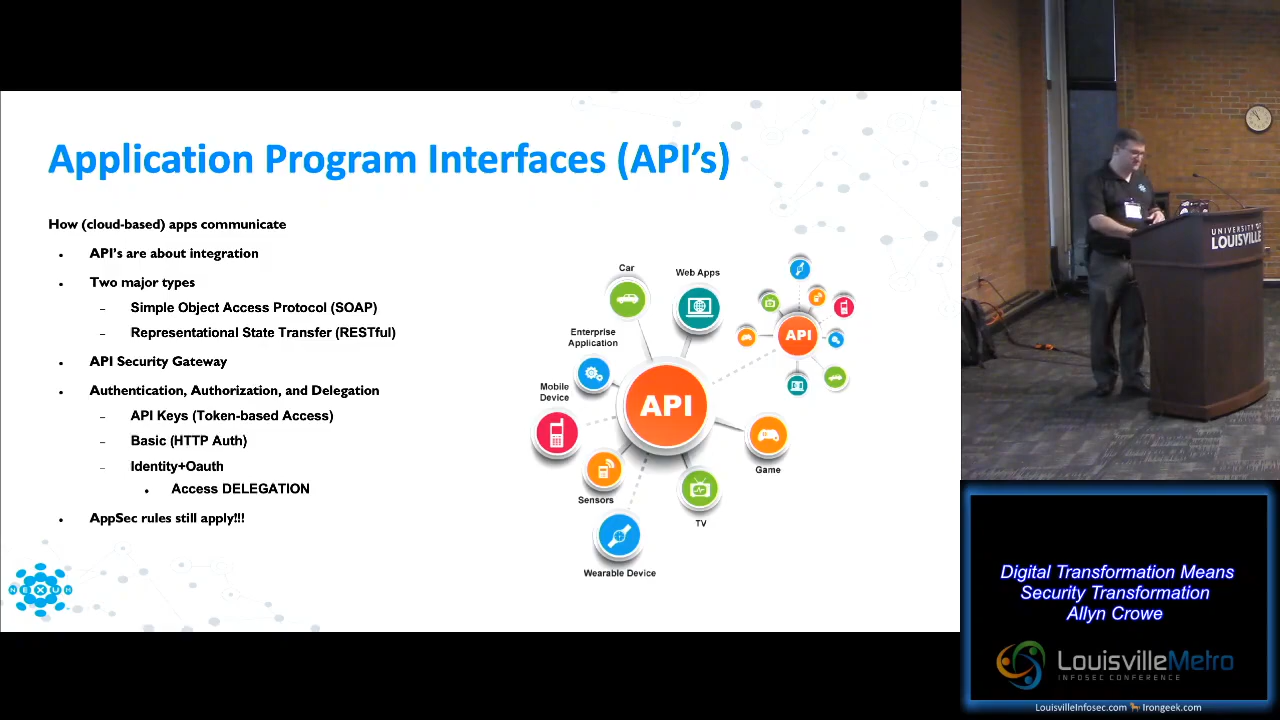 Application Program Interfaces (API’s)
How (cloud-based) apps communicate
• API’s are about integration
• Two major types
– Simple Object Access Protocol (SOAP)
– Representational State Transfer (RESTful)
• API Security Gateway
• Authentication, Authorization, and Delegation
– API Keys (Token-based Access)
– Basic (HTTP Auth)
– Identity+Oauth
• Access DELEGATION
• AppSec rules still apply!!!
NEXUM
Car
Web Apps
Enterprise
Application
Mobile
Device
API
API
Game
Sensors
TV
Wearable Device
UNIVERSITY OF
LOUISVILLE
Digital Transformation Means
Security Transformation
Allyn Crowe
LouisvilleMetro
INFOSEC CONFERENCE
LouisvilleInfosec.com Irongeek.com